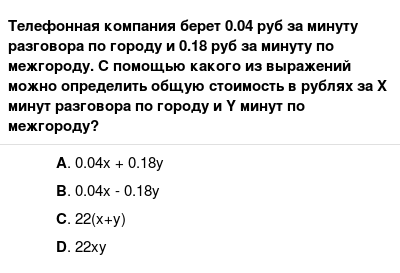 Телефонная компания берет 0.04 руб за минуту
разговора по городу и 0.18 руб за минуту по
межгороду. С помощью какого из выражений
можно определить общую стоимость в рублях за X
минут разговора по городу и Y минут по
межгороду?
A. 0.04x + 0.18y
B. 0.04x - 0.18y
C. 22(x+y)
D. 22xy